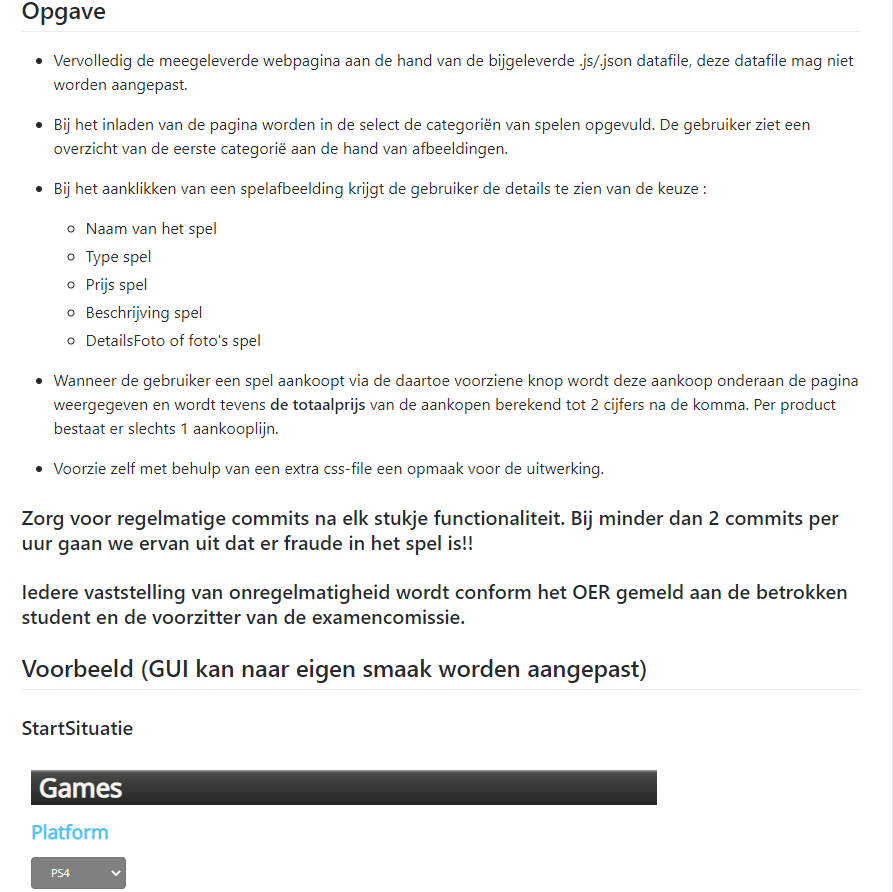 Opgave
Vervolledig de meegeleverde webpagina aan de hand van de bijgeleverde .js/.json datafile, deze datafile mag niet
worden aangepast.
Bij het inladen van de pagina worden in de select de categoriën van spelen opgevuld. De gebruiker ziet een
overzicht van de eerste categorië aan de hand van afbeeldingen.
Bij het aanklikken van een spelafbeelding krijgt de gebruiker de details te zien van de keuze :
Naam van het spel
Type spel
Prijs spel
Beschrijving spel
DetailsFoto of foto's spel
Wanneer de gebruiker een spel aankoopt via de daartoe voorziene knop wordt deze aankoop onderaan de pagina
weergegeven en wordt tevens de totaalprijs van de aankopen berekend tot 2 cijfers na de komma. Per product
bestaat er slechts 1 aankooplijn.
Voorzie zelf met behulp van een extra css-file een opmaak voor de uitwerking.
Zorg voor regelmatige commits na elk stukje functionaliteit. Bij minder dan 2 commits per
uur gaan we ervan uit dat er fraude in het spel is!!
Iedere vaststelling van onregelmatigheid wordt conform het OER gemeld aan de betrokken
student en de voorzitter van de examencomissie.
Voorbeeld (GUI kan naar eigen smaak worden aangepast)
StartSituatie
Games
Platform
PS4